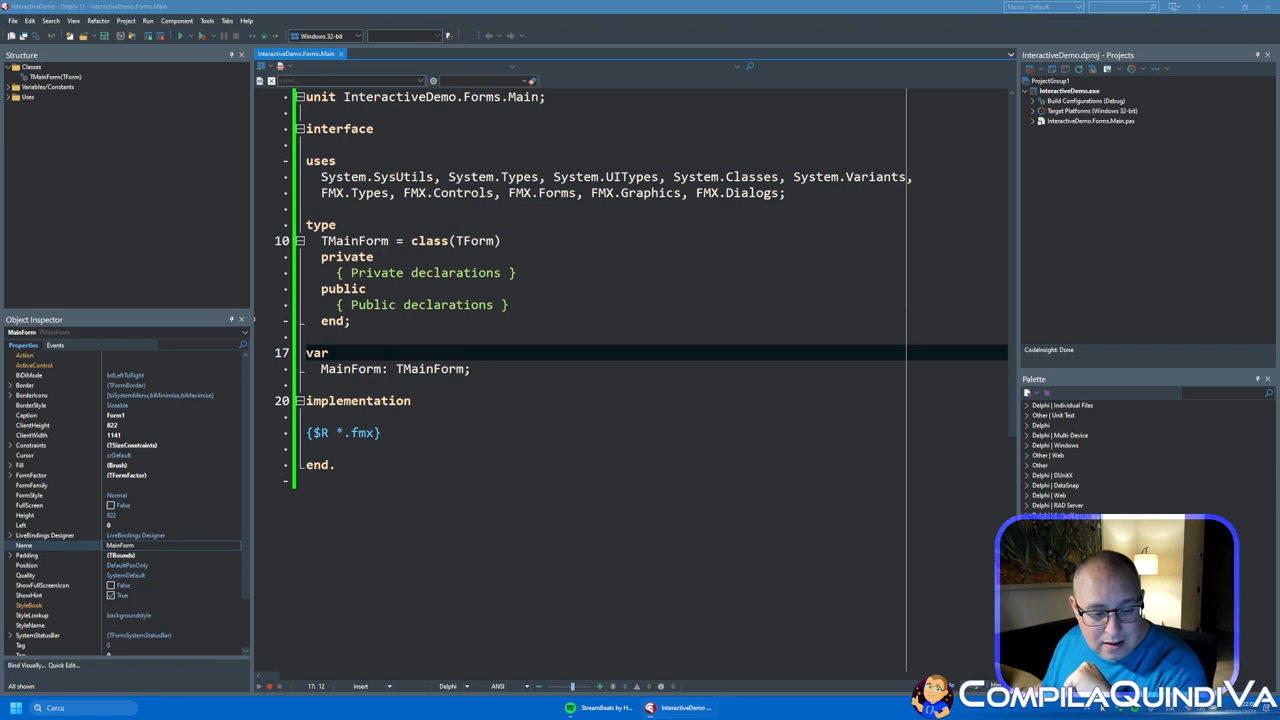 InteractiveDemo - Delphi 11 - InteractiveDemo.Forms.Main
Marco - Default
File Edit Search View Refactor Project Run Component Tools Tabs Help
Windows 32-bit
Structure
Classes
TMainForm(TForm)
Variables/Constants
Uses
Object Inspector
MainForm TMainForm
Properties Events
Action
ActiveControl
BiDiMode bdLeftToRight
Border (TFormBorder)
BorderIcons [biSystemMenu,biMinimize,biMaximize]
BorderStyle Sizeable
Caption Form1
ClientHeight 822
ClientWidth 1141
Constraints (TSizeConstraints)
Cursor crDefault
Fill (Brush)
FormFactor (TFormFactor)
FormFamily
FormStyle Normal
FullScreen False
Height 822
Left 0
LiveBindings Designer LiveBindings Designer
Name MainForm
Padding (TBounds)
Position DefaultPosOnly
Quality SystemDefault
ShowFullScreenIcon False
ShowHint True
StyleBook
StyleLookup backgroundstyle
StyleName
SystemStatusBar (TFormSystemStatusBar)
Tag 0
Bind Visually... Quick Edit...
All shown
InteractiveDemo.Forms.Main
unit InteractiveDemo.Forms.Main;
interface
uses
System.SysUtils, System.Types, System.UITypes, System.Classes, System.Variants,
FMX.Types, FMX.Controls, FMX.Forms, FMX.Graphics, FMX.Dialogs;
type
10 TMainForm = class(TForm)
private
{ Private declarations }
public
{ Public declarations }
end;
17 var
MainForm: TMainForm;
20 implementation
{$R *.fmx}
end.
17: 12 Insert Delphi ANSI
InteractiveDemo.dproj - Projects
ProjectGroup1
InteractiveDemo.exe
Build Configurations (Debug)
Target Platforms (Windows 32-bit)
InteractiveDemo.Forms.Main.pas
CodeInsight: Done
Palette
Delphi | Individual Files
Other | Unit Test
Delphi
Delphi | Multi-Device
Delphi | Windows
Other | Web
Other
Delphi | DUnitX
Delphi | DataSnap
Delphi | Web
Delphi | RAD Server
CompilaQuindiVa
Cerca
StreamBeats by H...
InteractiveDemo ...